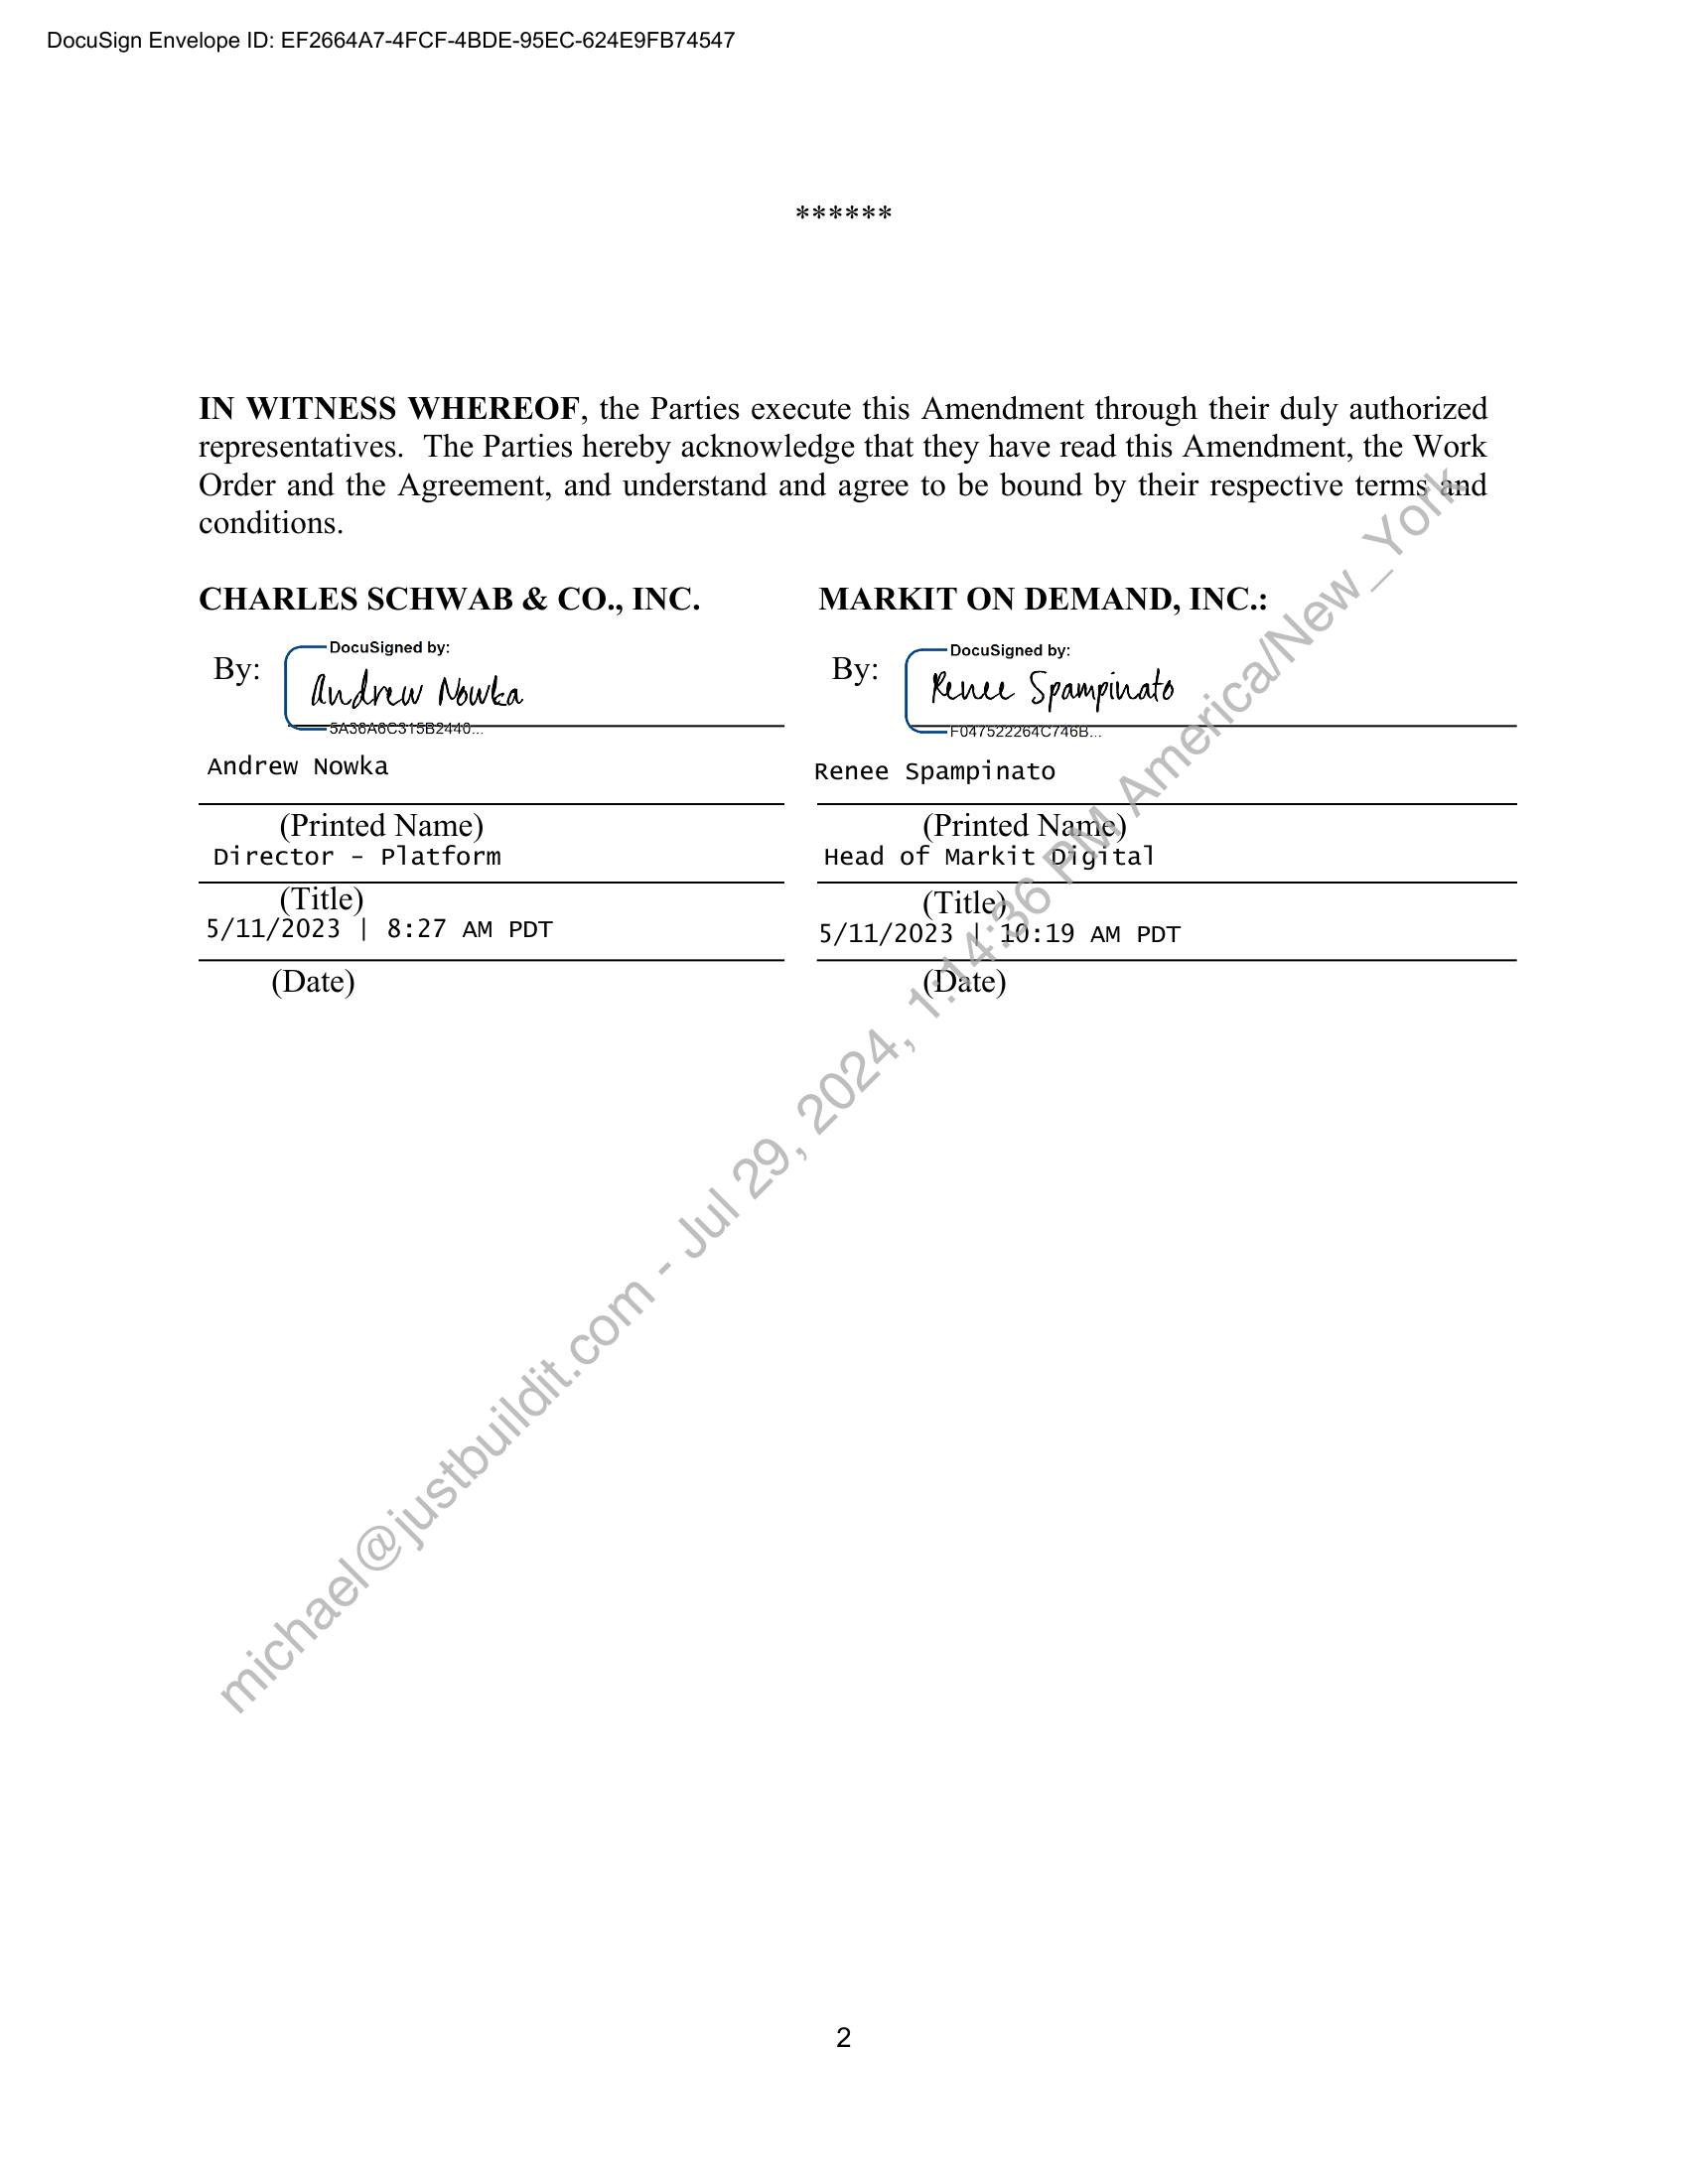 DocuSign Envelope ID: EF2664A7-4FCF-4BDE-95EC-624E9FB74547
******
IN WITNESS WHEREOF, the Parties execute this Amendment through their duly authorized
representatives. The Parties hereby acknowledge that they have read this Amendment, the Work
Order and the Agreement, and understand and agree to be bound by their respective terms and
conditions.
CHARLES SCHWAB & CO., INC.
By:
DocuSigned by:
Andrew Nowka
5A36A6C315B2440...
Andrew Nowka
(Printed Name)
Director - Platform
(Title)
5/11/2023 | 8:27 AM PDT
(Date)
MARKIT ON DEMAND, INC.:
By:
DocuSigned by:
Renee Spampinato
F047522264C746B...
Renee Spampinato
(Printed Name)
Head of Markit Digital
(Title)
5/11/2023 | 10:19 AM PDT
(Date)
michael@justbuildit.com - Jul 29, 2024, 1:14:36 PM America/New_York
2